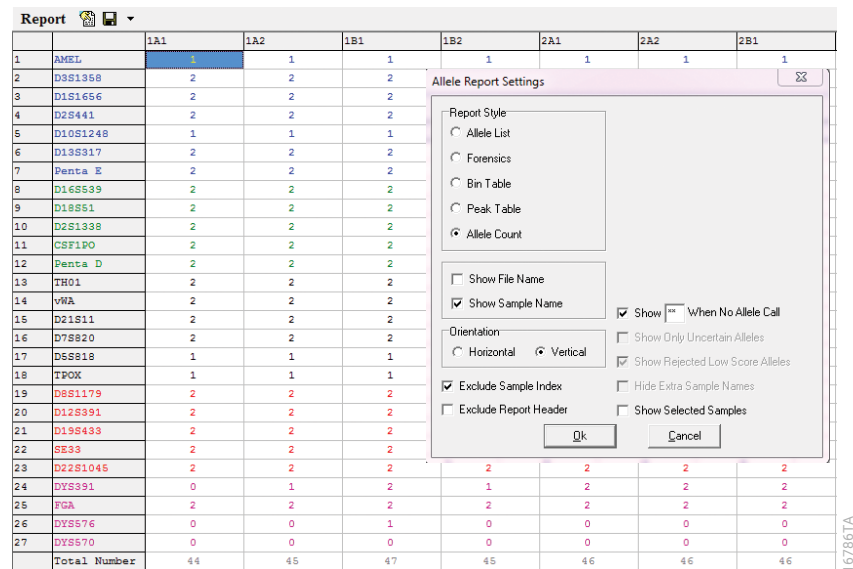 Report
1A1 1A2 1B1 1B2 2A1 2A2 2B1
1 AMEL 1 1 1 1 1 1 1
2 D3S1358 2 2 2
3 D1S1656 2 2 2
4 D2S441 2 2 2
5 D10S1248 1 1 1
6 D13S317 2 2 2
7 Penta E 2 2 2
8 D16S539 2 2 2
9 D18S51 2 2 2
10 D2S1338 2 2 2
11 CSF1PO 2 2 2
12 Penta D 2 2 2
13 TH01 2 2 2
14 vWA 2 2 2
15 D21S11 2 2 2
16 D7S820 2 2 2
17 D5S818 1 1 1
18 TPOX 1 1 1
19 D8S1179 2 2 2
20 D12S391 2 2 2
21 D19S433 2 2 2
22 SE33 2 2 2
23 D22S1045 2 2 2 2 2 2 2
24 DYS391 0 1 2 1 2 2 2
25 FGA 2 2 2 2 2 2 2
26 DYS576 0 0 1 0 0 0 0
27 DYS570 0 0 0 0 0 0 0
Total Number 44 45 47 45 46 46 46
Allele Report Settings
Report Style
Allele List
Forensics
Bin Table
Peak Table
Allele Count
Show File Name
Show Sample Name
Orientation
Horizontal Vertical
Exclude Sample Index
Exclude Report Header
Show ** When No Allele Call
Show Only Uncertain Alleles
Show Rejected Low Score Alleles
Hide Extra Sample Names
Show Selected Samples
Ok Cancel